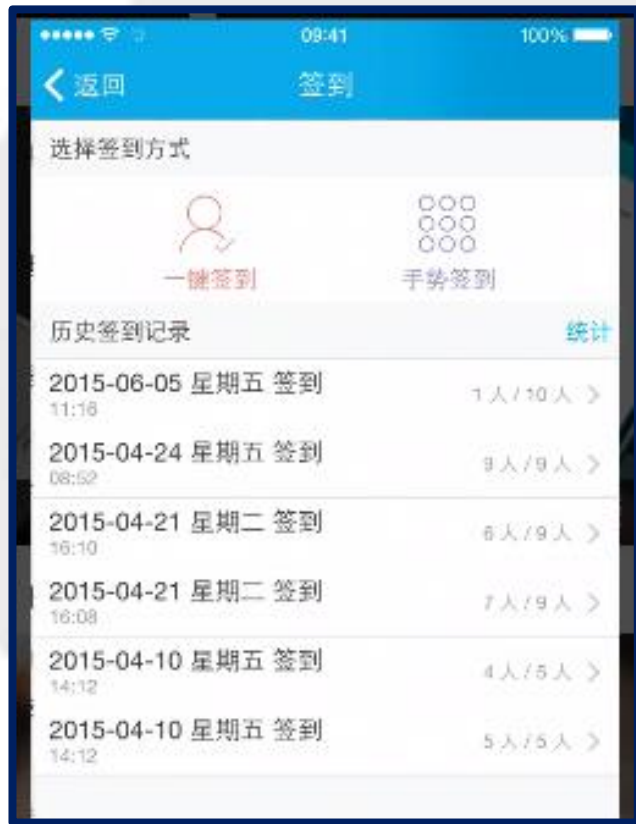 09:41
100%
返回
签到
选择签到方式
一键签到
手势签到
历史签到记录
统计
2015-06-05 星期五 签到
1人/10人
11:16
2015-04-24 星期五 签到
9人/9人
08:52
2015-04-21 星期二 签到
6人/9人
16:10
2015-04-21 星期二 签到
7人/9人
16:08
2015-04-10 星期五 签到
4人/5人
14:12
2015-04-10 星期五 签到
5人/5人
14:12